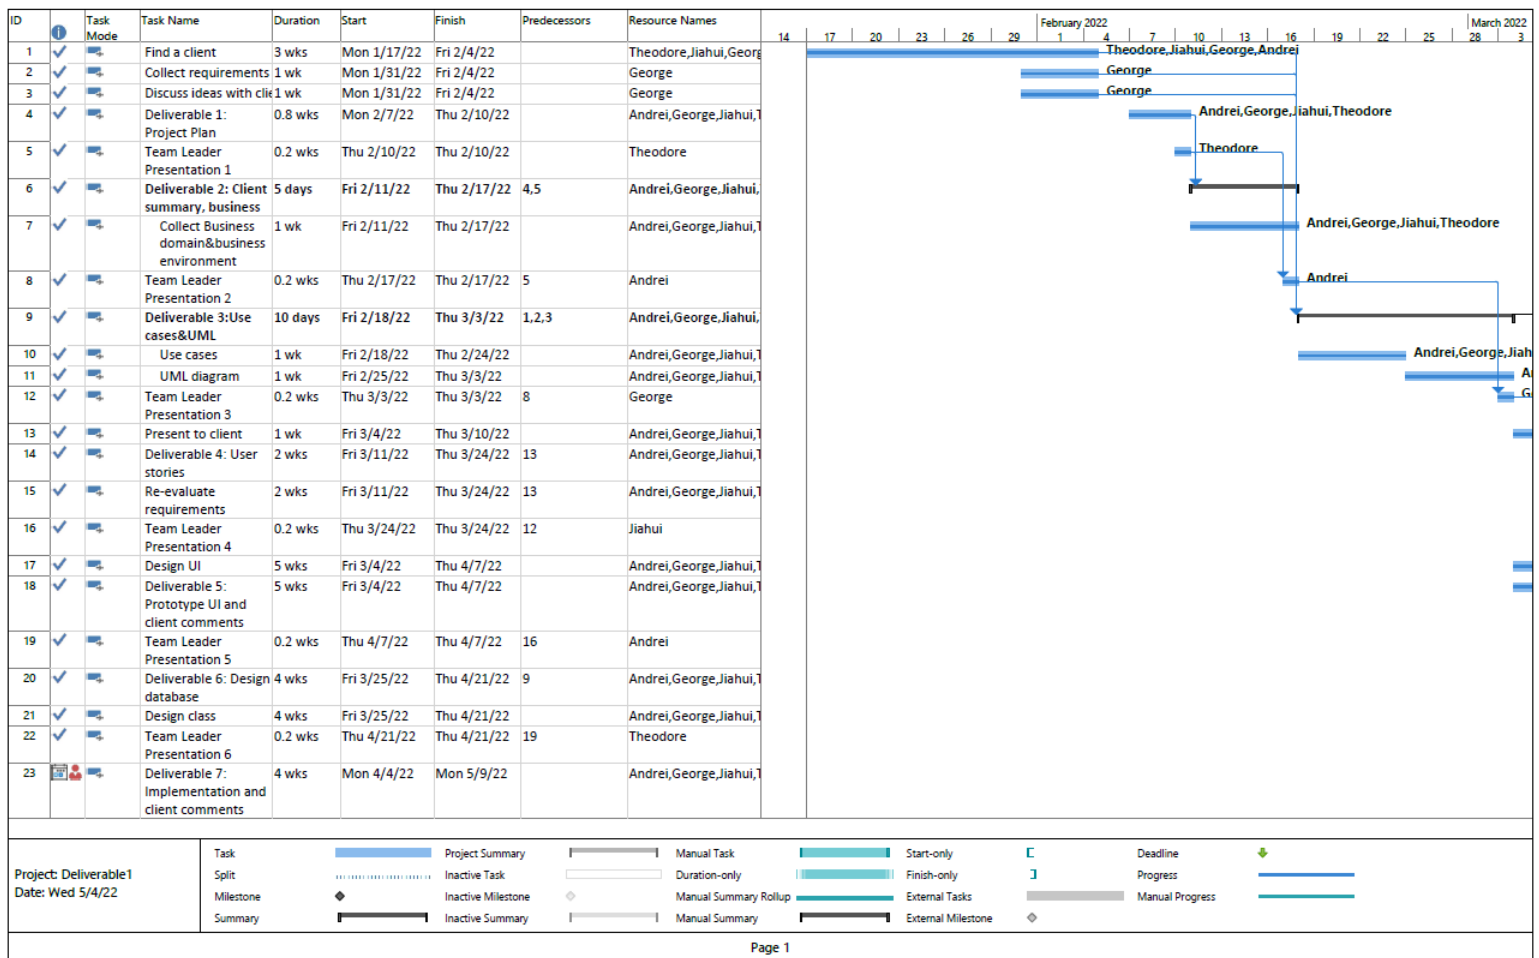 ID Task Mode Task Name Duration Start Finish Predecessors Resource Names
February 2022 March 2022
14 17 20 23 26 29 1 4 7 10 13 16 19 22 25 28 3
1 Find a client 3 wks Mon 1/17/22 Fri 2/4/22 Theodore,Jiahui,Georg Theodore,Jiahui,George,Andrei
2 Collect requirements 1 wk Mon 1/31/22 Fri 2/4/22 George George
3 Discuss ideas with clie 1 wk Mon 1/31/22 Fri 2/4/22 George George
4 Deliverable 1: 0.8 wks Mon 2/7/22 Thu 2/10/22 Andrei,George,Jiahui,T Andrei,George,Jiahui,Theodore
Project Plan
5 Team Leader 0.2 wks Thu 2/10/22 Thu 2/10/22 Theodore Theodore
Presentation 1
6 Deliverable 2: Client 5 days Fri 2/11/22 Thu 2/17/22 4,5 Andrei,George,Jiahui,
summary, business
7 Collect Business 1 wk Fri 2/11/22 Thu 2/17/22 Andrei,George,Jiahui,T Andrei,George,Jiahui,Theodore
domain&business
environment
8 Team Leader 0.2 wks Thu 2/17/22 Thu 2/17/22 5 Andrei Andrei
Presentation 2
9 Deliverable 3:Use 10 days Fri 2/18/22 Thu 3/3/22 1,2,3 Andrei,George,Jiahui,
cases&UML
10 Use cases 1 wk Fri 2/18/22 Thu 2/24/22 Andrei,George,Jiahui,T Andrei,George,Jiah
11 UML diagram 1 wk Fri 2/25/22 Thu 3/3/22 Andrei,George,Jiahui,T A
12 Team Leader 0.2 wks Thu 3/3/22 Thu 3/3/22 8 George G
Presentation 3
13 Present to client 1 wk Fri 3/4/22 Thu 3/10/22 Andrei,George,Jiahui,T
14 Deliverable 4: User 2 wks Fri 3/11/22 Thu 3/24/22 13 Andrei,George,Jiahui,T
stories
15 Re-evaluate 2 wks Fri 3/11/22 Thu 3/24/22 13 Andrei,George,Jiahui,T
requirements
16 Team Leader 0.2 wks Thu 3/24/22 Thu 3/24/22 12 Jiahui
Presentation 4
17 Design UI 5 wks Fri 3/4/22 Thu 4/7/22 Andrei,George,Jiahui,T
18 Deliverable 5: 5 wks Fri 3/4/22 Thu 4/7/22 Andrei,George,Jiahui,T
Prototype UI and
client comments
19 Team Leader 0.2 wks Thu 4/7/22 Thu 4/7/22 16 Andrei
Presentation 5
20 Deliverable 6: Design 4 wks Fri 3/25/22 Thu 4/21/22 9 Andrei,George,Jiahui,T
database
21 Design class 4 wks Fri 3/25/22 Thu 4/21/22 Andrei,George,Jiahui,T
22 Team Leader 0.2 wks Thu 4/21/22 Thu 4/21/22 19 Theodore
Presentation 6
23 Deliverable 7: 4 wks Mon 4/4/22 Mon 5/9/22 Andrei,George,Jiahui,T
Implementation and
client comments
Project: Deliverable1
Date: Wed 5/4/22
Task Project Summary Manual Task Start-only Deadline
Split Inactive Task Duration-only Finish-only Progress
Milestone Inactive Milestone Manual Summary Rollup External Tasks Manual Progress
Summary Inactive Summary Manual Summary External Milestone
Page 1